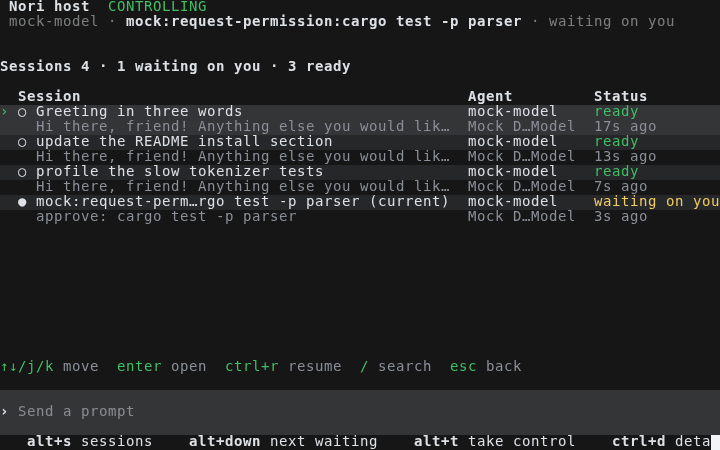 Nori host  CONTROLLING
mock-model · mock:request-permission:cargo test -p parser · waiting on you
Sessions 4 · 1 waiting on you · 3 ready
Session  Agent  Status
› ○ Greeting in three words  mock-model  ready
Hi there, friend! Anything else you would lik…  Mock D…Model  17s ago
○ update the README install section  mock-model  ready
Hi there, friend! Anything else you would lik…  Mock D…Model  13s ago
○ profile the slow tokenizer tests  mock-model  ready
Hi there, friend! Anything else you would lik…  Mock D…Model  7s ago
● mock:request-perm…rgo test -p parser (current)  mock-model  waiting on you
approve: cargo test -p parser  Mock D…Model  3s ago
↑↓/j/k move  enter open  ctrl+r resume  / search  esc back
› Send a prompt
alt+s sessions  alt+down next waiting  alt+t take control  ctrl+d deta